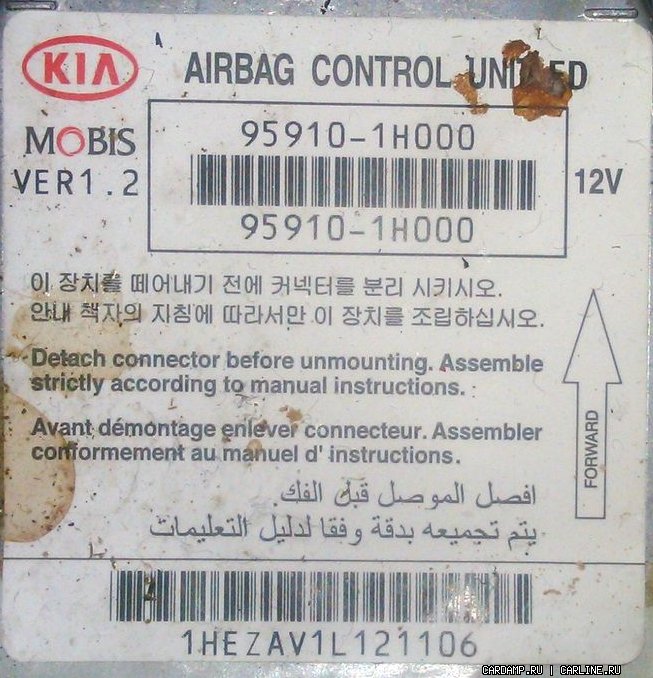 KIA
AIRBAG CONTROL ED
MOBIS
VER1.2
95910-1H000
95910-1H000
12V
이 장치를 떼어내기 전에 커넥터를 분리 시키시오.
안내 책자의 지침에 따라서만 이 장치를 조립하십시오.
Detach connector before unmounting. Assemble
strictly according to manual instructions.
Avant démontage enlever connecteur. Assembler
conformement au manuel d' instructions.
افصل الموصل قبل الفك.
يتم تجميعه بدقة وفقا لدليل التعليمات
FORWARD
1HEZAV1L121106
CARDAMP.RU | CARLINE.RU